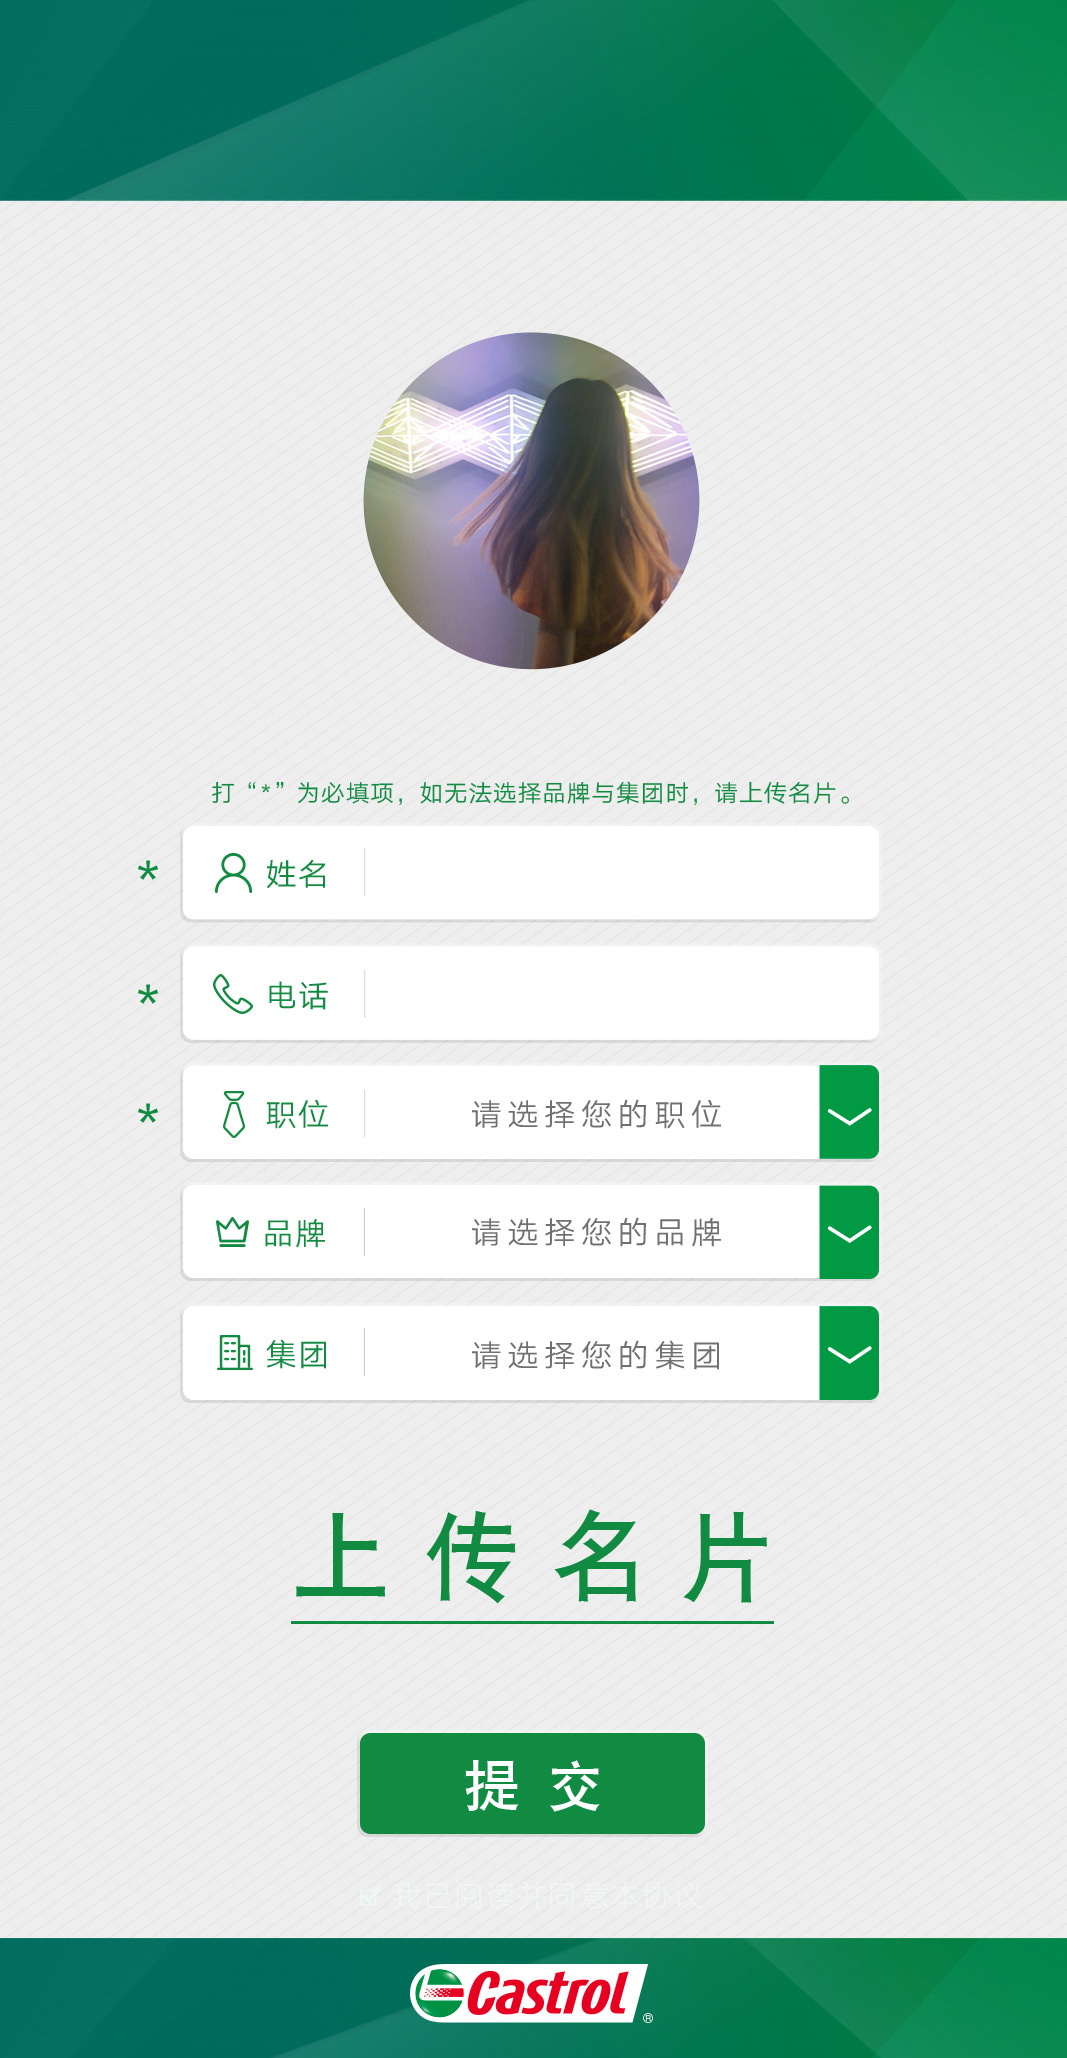 打“*”为必填项，如无法选择品牌与集团时，请上传名片。
* 姓名
* 电话
* 职位 请选择您的职位
品牌 请选择您的品牌
集团 请选择您的集团
上传名片
提交
我已阅读并同意本协议
Castrol®